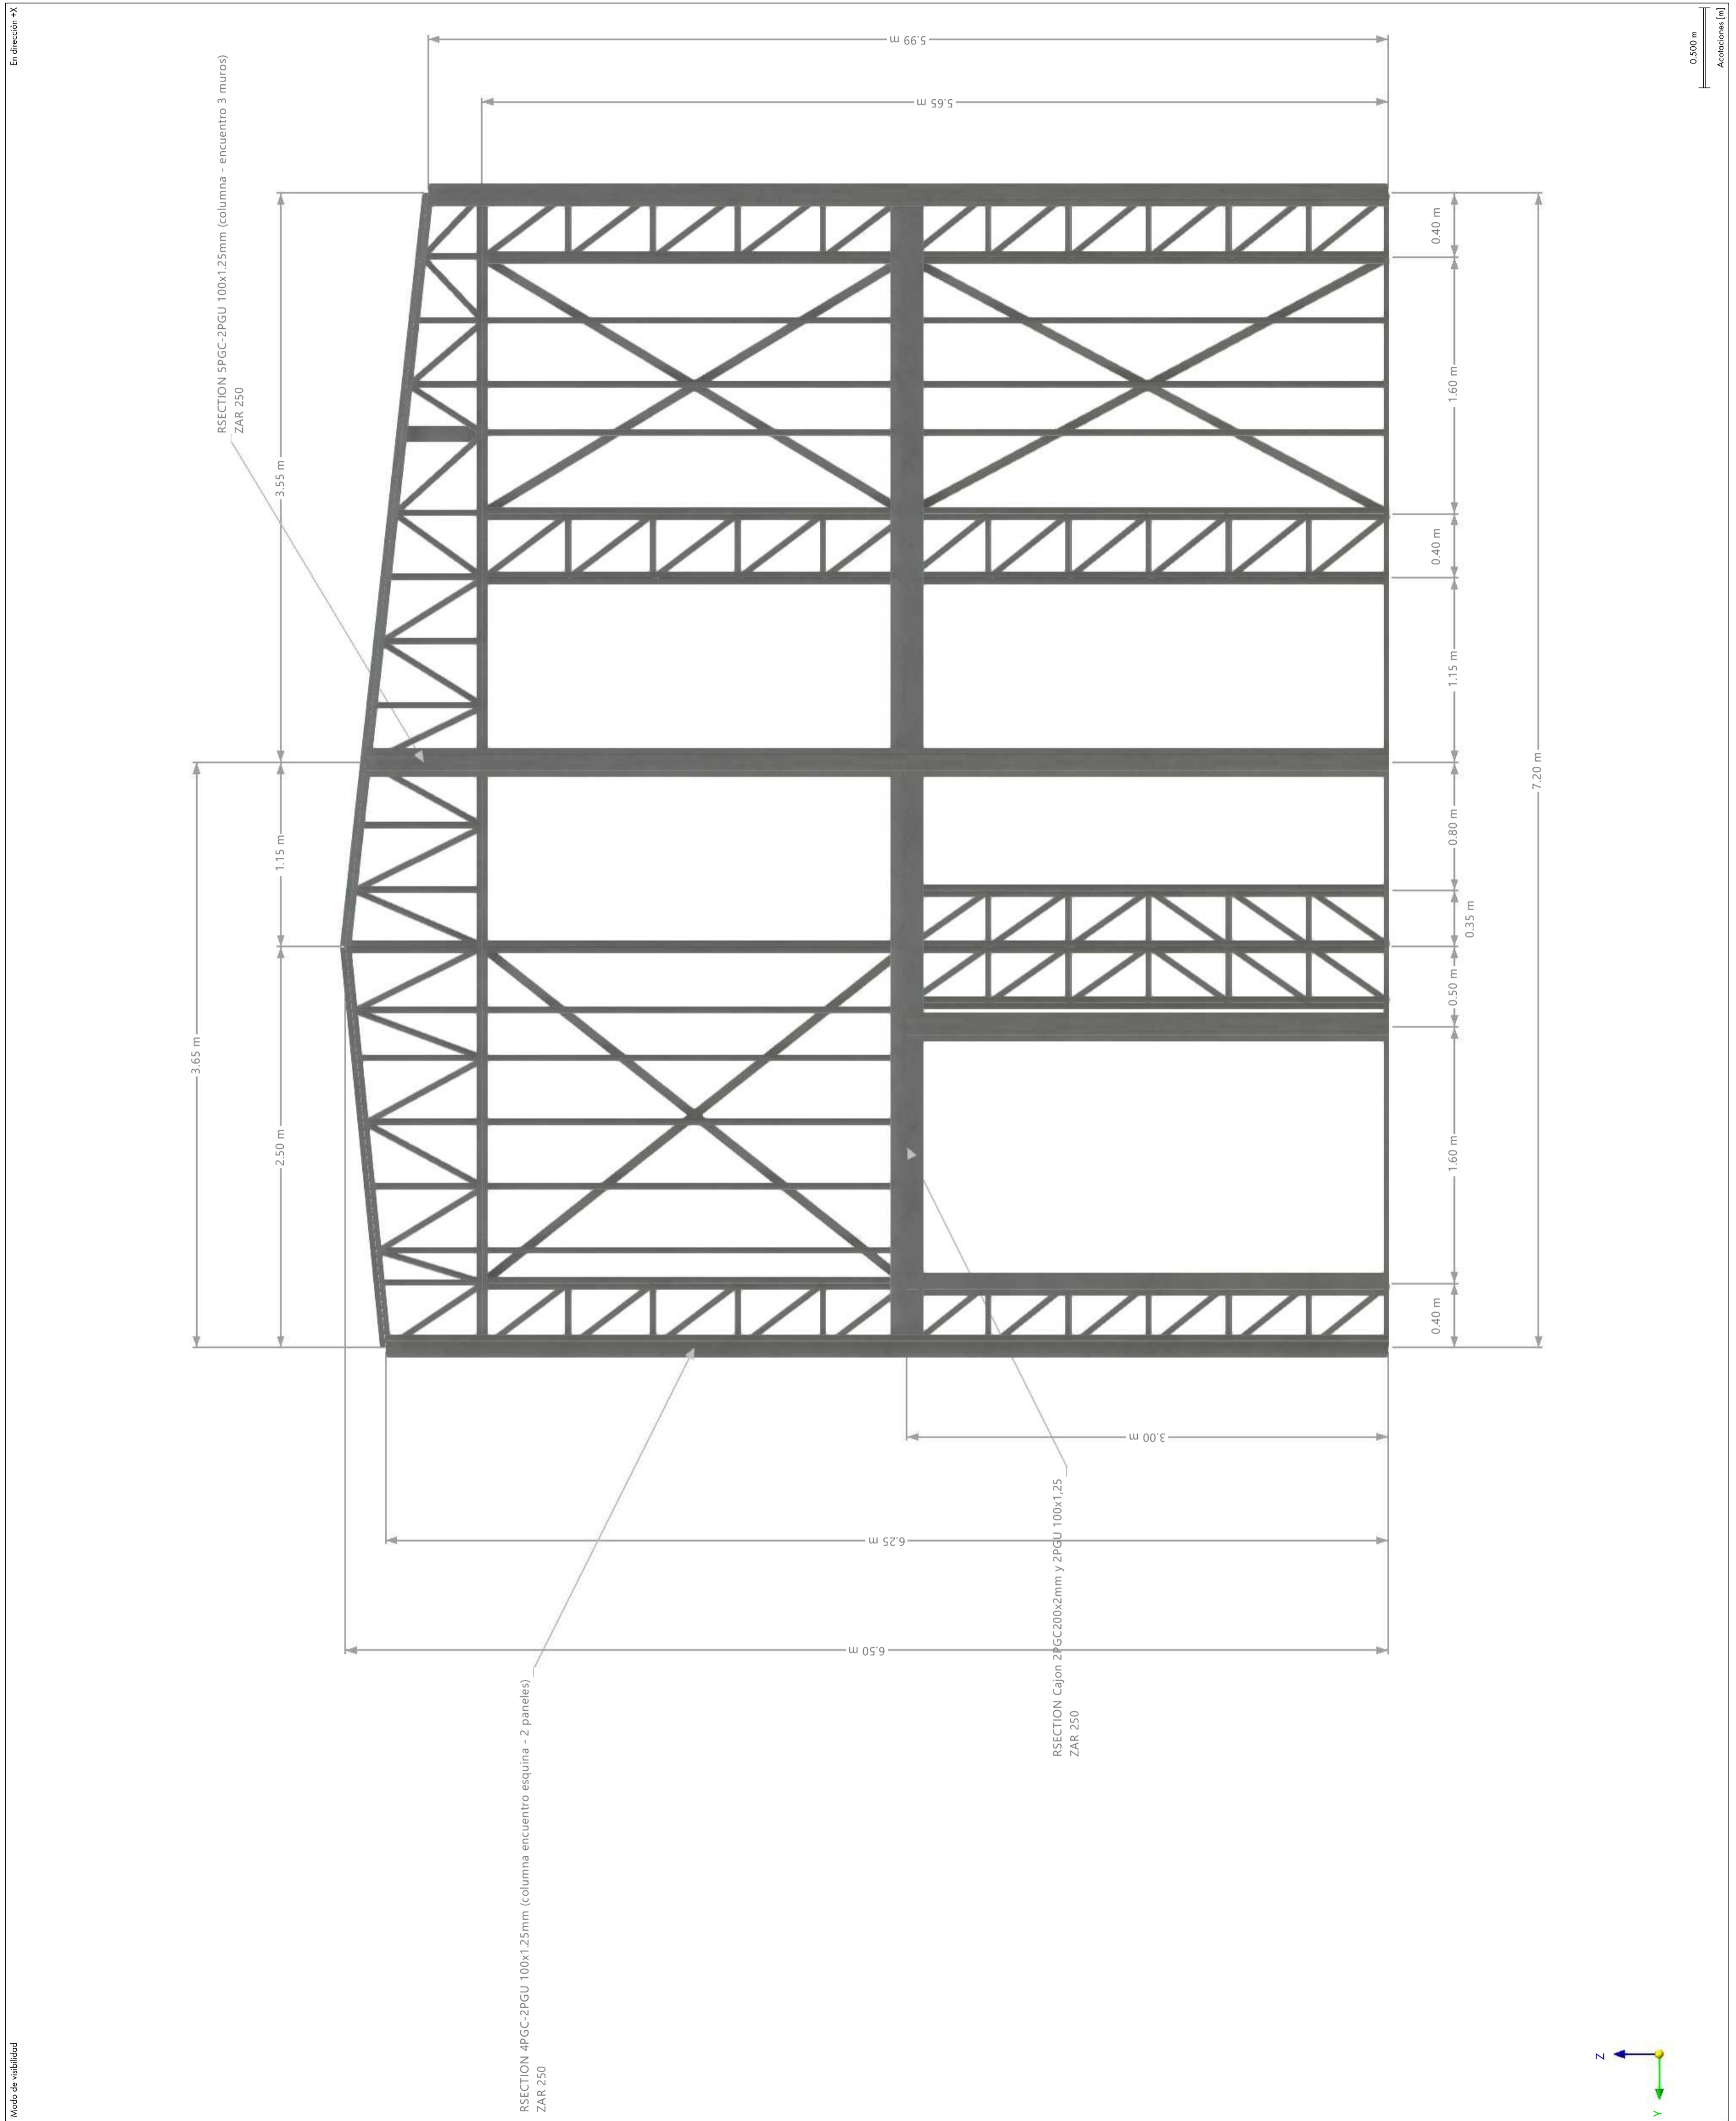 En dirección +X
Modo de visibilidad
RSECTION 5PGC-2PGU 100x1.25mm (columna - encuentro 3 muros)
ZAR 250
3.65 m
2.50 m
1.15 m
3.55 m
RSECTION 4PGC-2PGU 100x1.25mm (columna encuentro esquina - 2 paneles)
ZAR 250
RSECTION Cajon 2PGC200x2mm y 2PGU 100x1,25
ZAR 250
6.50 m
6.25 m
3.00 m
5.65 m
5.99 m
0.40 m
1.60 m
0.50 m
0.35 m
0.80 m
1.15 m
0.40 m
1.60 m
0.40 m
7.20 m
Z
Y
0.500 m
Acotaciones [m]